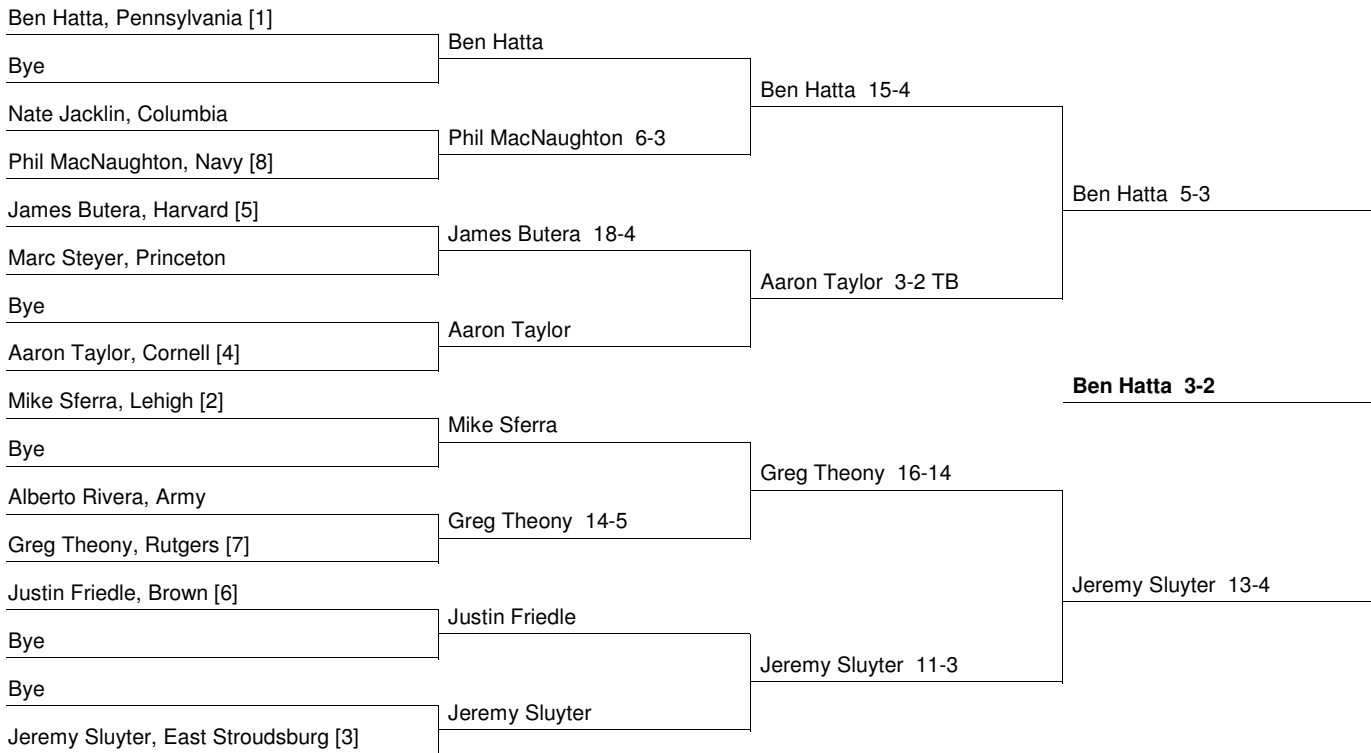 Ben Hatta, Pennsylvania [1]
Bye
Nate Jacklin, Columbia
Phil MacNaughton, Navy [8]
James Butera, Harvard [5]
Marc Steyer, Princeton
Bye
Aaron Taylor, Cornell [4]
Mike Sferra, Lehigh [2]
Bye
Alberto Rivera, Army
Greg Theony, Rutgers [7]
Justin Friedle, Brown [6]
Bye
Bye
Jeremy Sluyter, East Stroudsburg [3]
Ben Hatta
Phil MacNaughton 6-3
James Butera 18-4
Aaron Taylor
Mike Sferra
Greg Theony 14-5
Justin Friedle
Jeremy Sluyter
Ben Hatta 15-4
Aaron Taylor 3-2 TB
Greg Theony 16-14
Jeremy Sluyter 11-3
Ben Hatta 5-3
Jeremy Sluyter 13-4
Ben Hatta 3-2